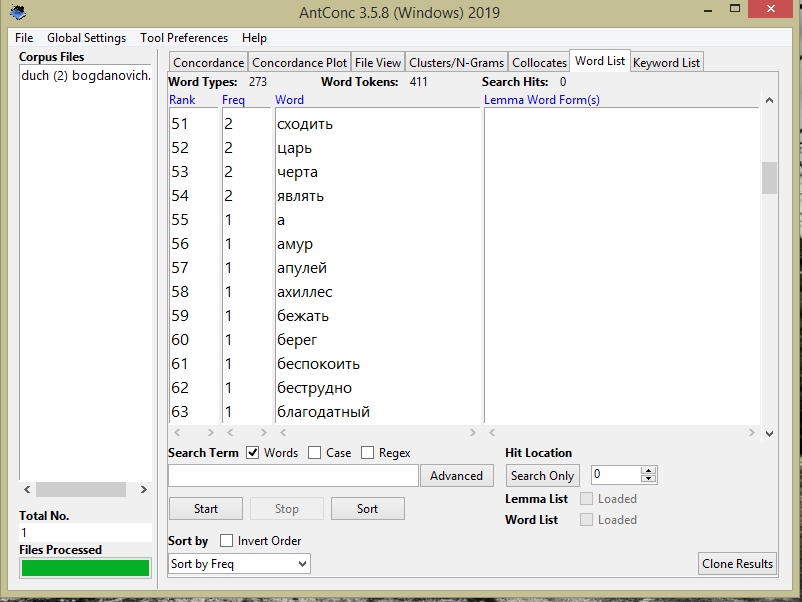 AntConc 3.5.8 (Windows) 2019
File Global Settings Tool Preferences Help
Corpus Files
duch (2) bogdanovich.
Concordance Concordance Plot File View Clusters/N-Grams Collocates Word List Keyword List
Word Types: 273 Word Tokens: 411 Search Hits: 0
Rank Freq Word Lemma Word Form(s)
51 2 сходить
52 2 царь
53 2 черта
54 2 являть
55 1 а
56 1 амур
57 1 апулей
58 1 ахиллес
59 1 бежать
60 1 берег
61 1 беспокоить
62 1 беструдно
63 1 благодатный
Search Term Words Case Regex Hit Location
Advanced Search Only 0
Start Stop Sort Lemma List Loaded
Word List Loaded
Total No.
1
Files Processed
Sort by Invert Order
Sort by Freq Clone Results